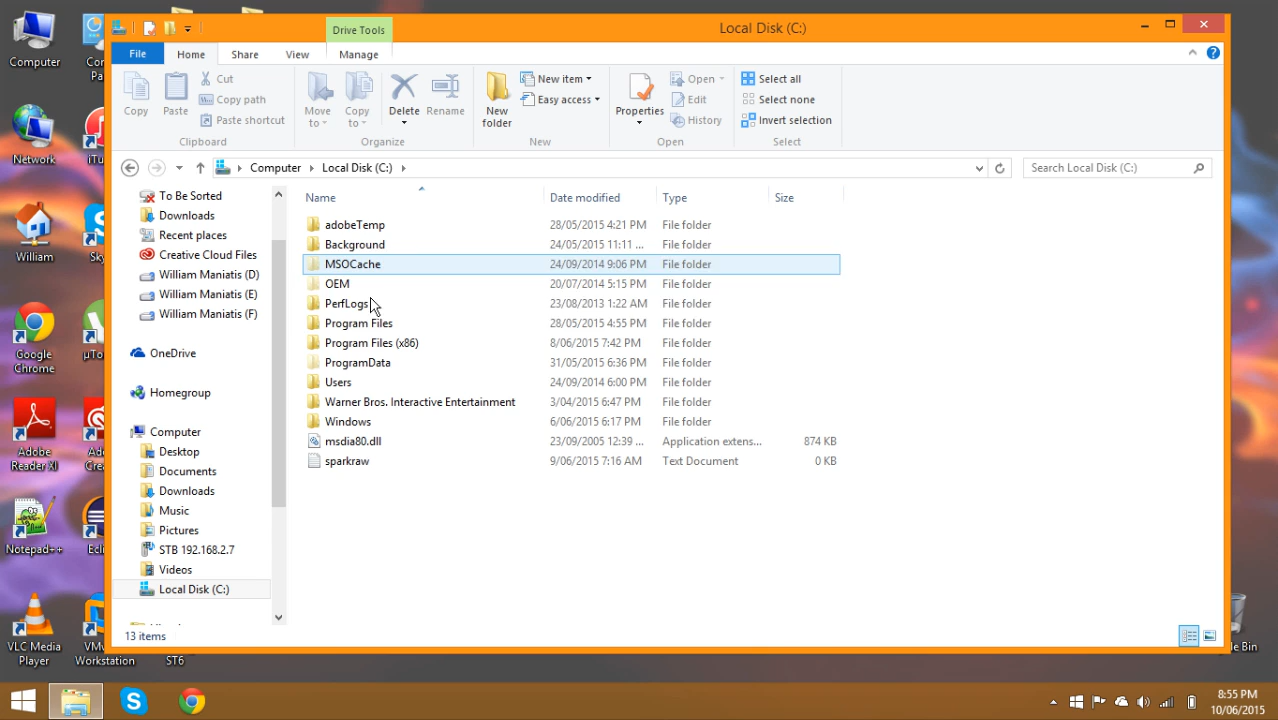 Drive Tools
Local Disk (C:)
File
Home
Share
View
Manage
Copy
Paste
Cut
Copy path
Paste shortcut
Clipboard
Move to
Copy to
Delete
Rename
Organize
New folder
New item
Easy access
New
Properties
Open
Edit
History
Open
Select all
Select none
Invert selection
Select
Computer
Local Disk (C:)
Search Local Disk (C:)
To Be Sorted
Downloads
Recent places
Creative Cloud Files
William Maniatis (D)
William Maniatis (E)
William Maniatis (F)
OneDrive
Homegroup
Computer
Desktop
Documents
Downloads
Music
Pictures
STB 192.168.2.7
Videos
Local Disk (C:)
Name Date modified Type Size
adobeTemp 28/05/2015 4:21 PM File folder
Background 24/05/2015 11:11 ... File folder
MSOCache 24/09/2014 9:06 PM File folder
OEM 20/07/2014 5:15 PM File folder
PerfLogs 23/08/2013 1:22 AM File folder
Program Files 28/05/2015 4:55 PM File folder
Program Files (x86) 8/06/2015 7:42 PM File folder
ProgramData 31/05/2015 6:36 PM File folder
Users 24/09/2014 6:00 PM File folder
Warner Bros. Interactive Entertainment 3/04/2015 6:47 PM File folder
Windows 6/06/2015 6:17 PM File folder
msdia80.dll 23/09/2005 12:39 ... Application extens... 874 KB
sparkraw 9/06/2015 7:16 AM Text Document 0 KB
13 items
Computer
Network
William
Google Chrome
Adobe Reader XI
Notepad++
VLC Media Player
Co
Pa
iTu
Sk
µTo
Ad
Cre
Ecli
VM
Workstation
ST6
le Bin
8:55 PM
10/06/2015